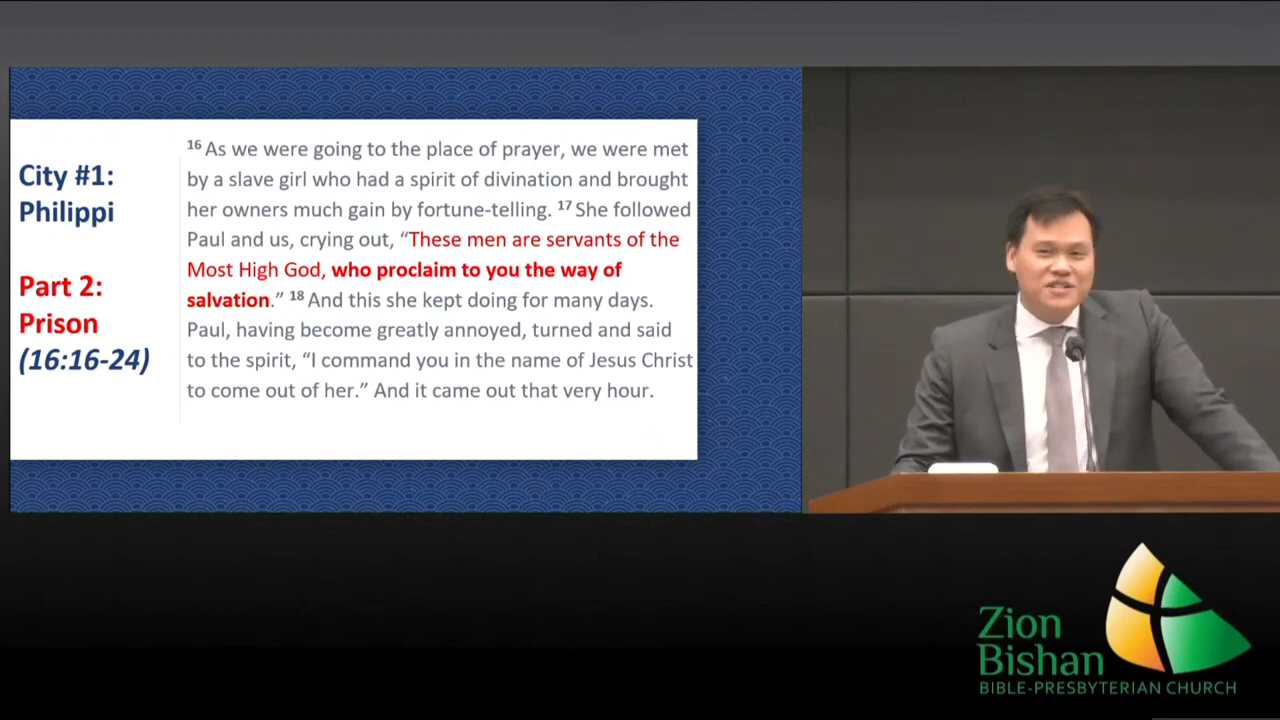 City #1:
Philippi
Part 2:
Prison
(16:16-24)
16 As we were going to the place of prayer, we were met
by a slave girl who had a spirit of divination and brought
her owners much gain by fortune-telling. 17 She followed
Paul and us, crying out, “These men are servants of the
Most High God, who proclaim to you the way of
salvation.” 18 And this she kept doing for many days.
Paul, having become greatly annoyed, turned and said
to the spirit, “I command you in the name of Jesus Christ
to come out of her.” And it came out that very hour.
Zion
Bishan
BIBLE-PRESBYTERIAN CHURCH